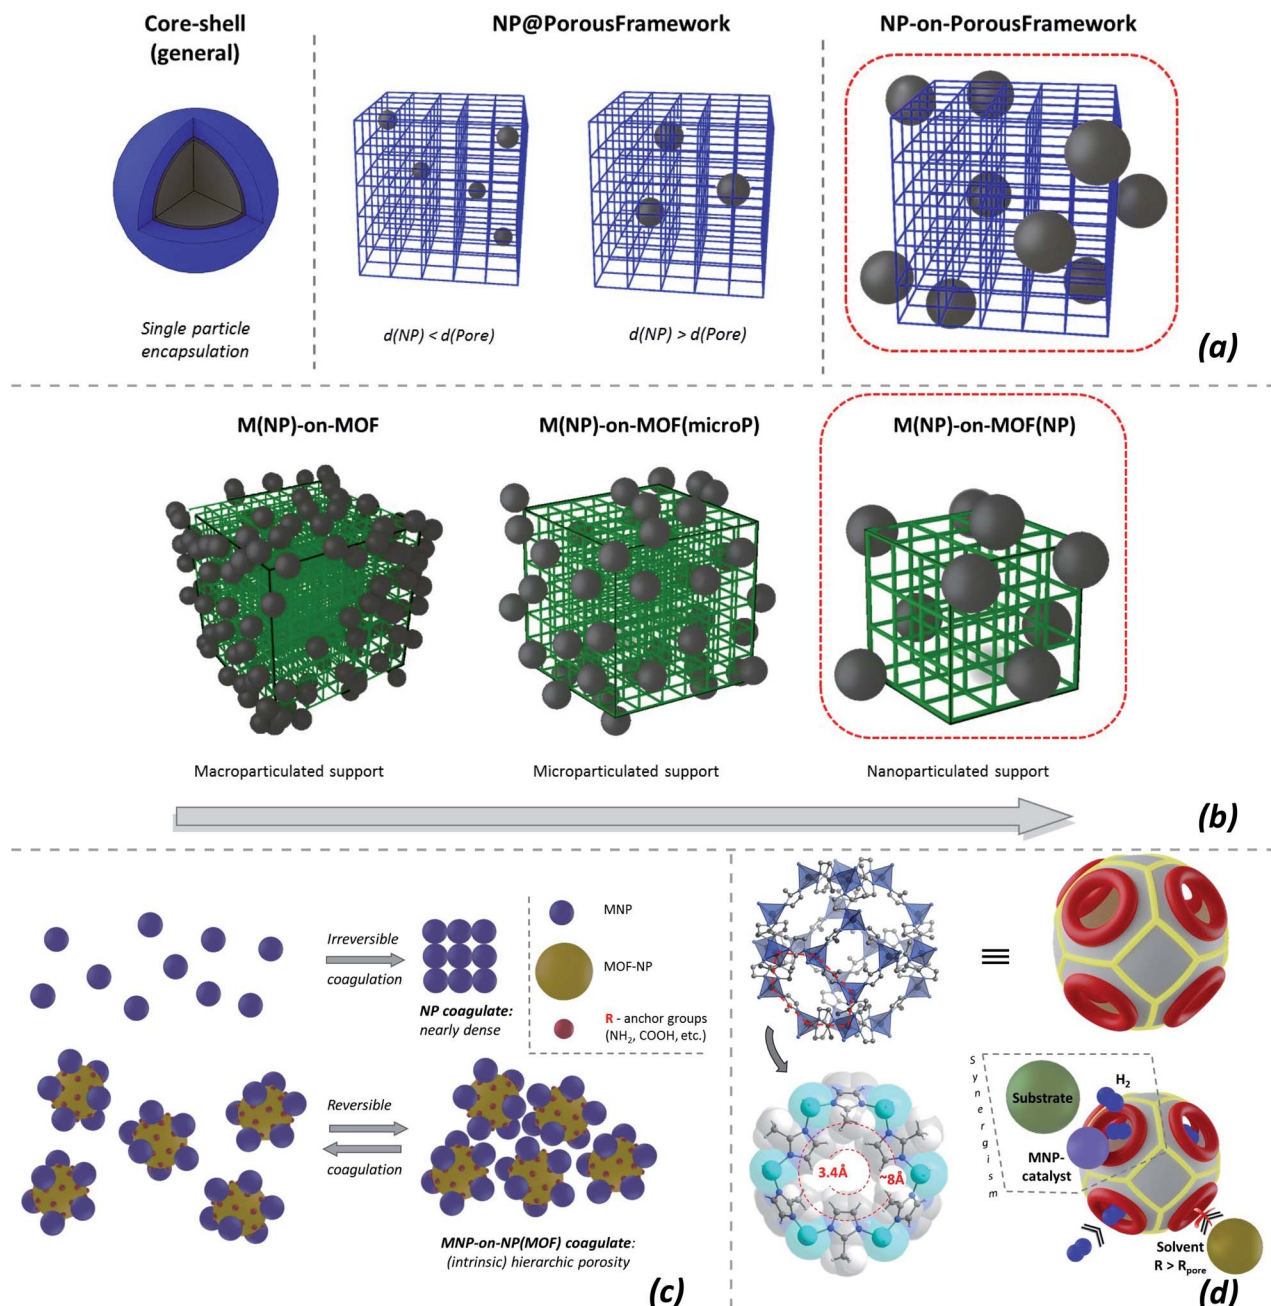 Core-shell
(general)
NP@PorousFramework
NP-on-PorousFramework
Single particle
encapsulation
d(NP) < d(Pore)
d(NP) > d(Pore)
(a)
M(NP)-on-MOF
M(NP)-on-MOF(microP)
M(NP)-on-MOF(NP)
Macroparticulated support
Microparticulated support
Nanoparticulated support
(b)
Irreversible
coagulation
NP coagulate:
nearly dense
MNP
MOF-NP
R - anchor groups
(NH₂, COOH, etc.)
Reversible
coagulation
MNP-on-NP(MOF) coagulate:
(intrinsic) hierarchic porosity
(c)
≡
3.4Å
~8Å
Synergism
Substrate
H₂
MNP-
catalyst
Solvent
R > Rpore
(d)